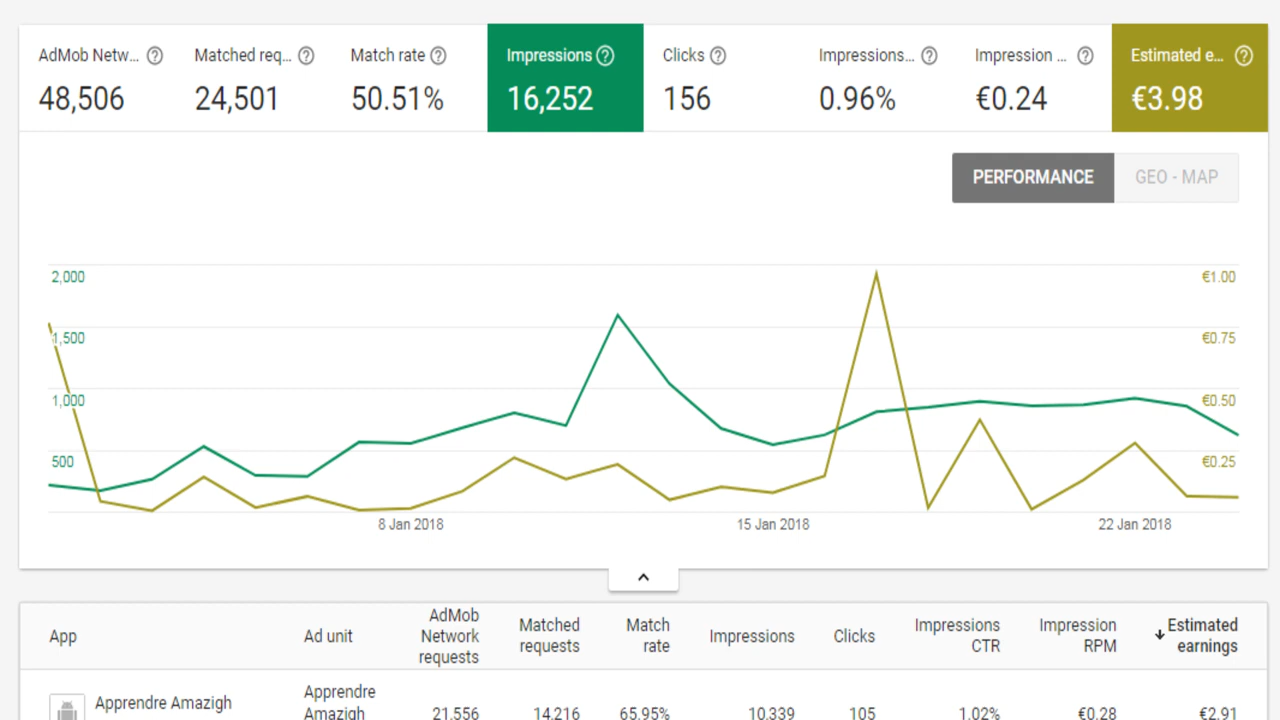 AdMob Netw... Matched req... Match rate Impressions Clicks Impressions... Impression ... Estimated e...
48,506 24,501 50.51% 16,252 156 0.96% €0.24 €3.98
PERFORMANCE GEO - MAP
2,000 €1.00
1,500 €0.75
1,000 €0.50
500 €0.25
8 Jan 2018 15 Jan 2018 22 Jan 2018
App Ad unit AdMob Network requests Matched requests Match rate Impressions Clicks Impressions CTR Impression RPM Estimated earnings
Apprendre Amazigh Apprendre Amazigh 21,556 14,216 65.95% 10,339 105 1.02% €0.28 €2.91